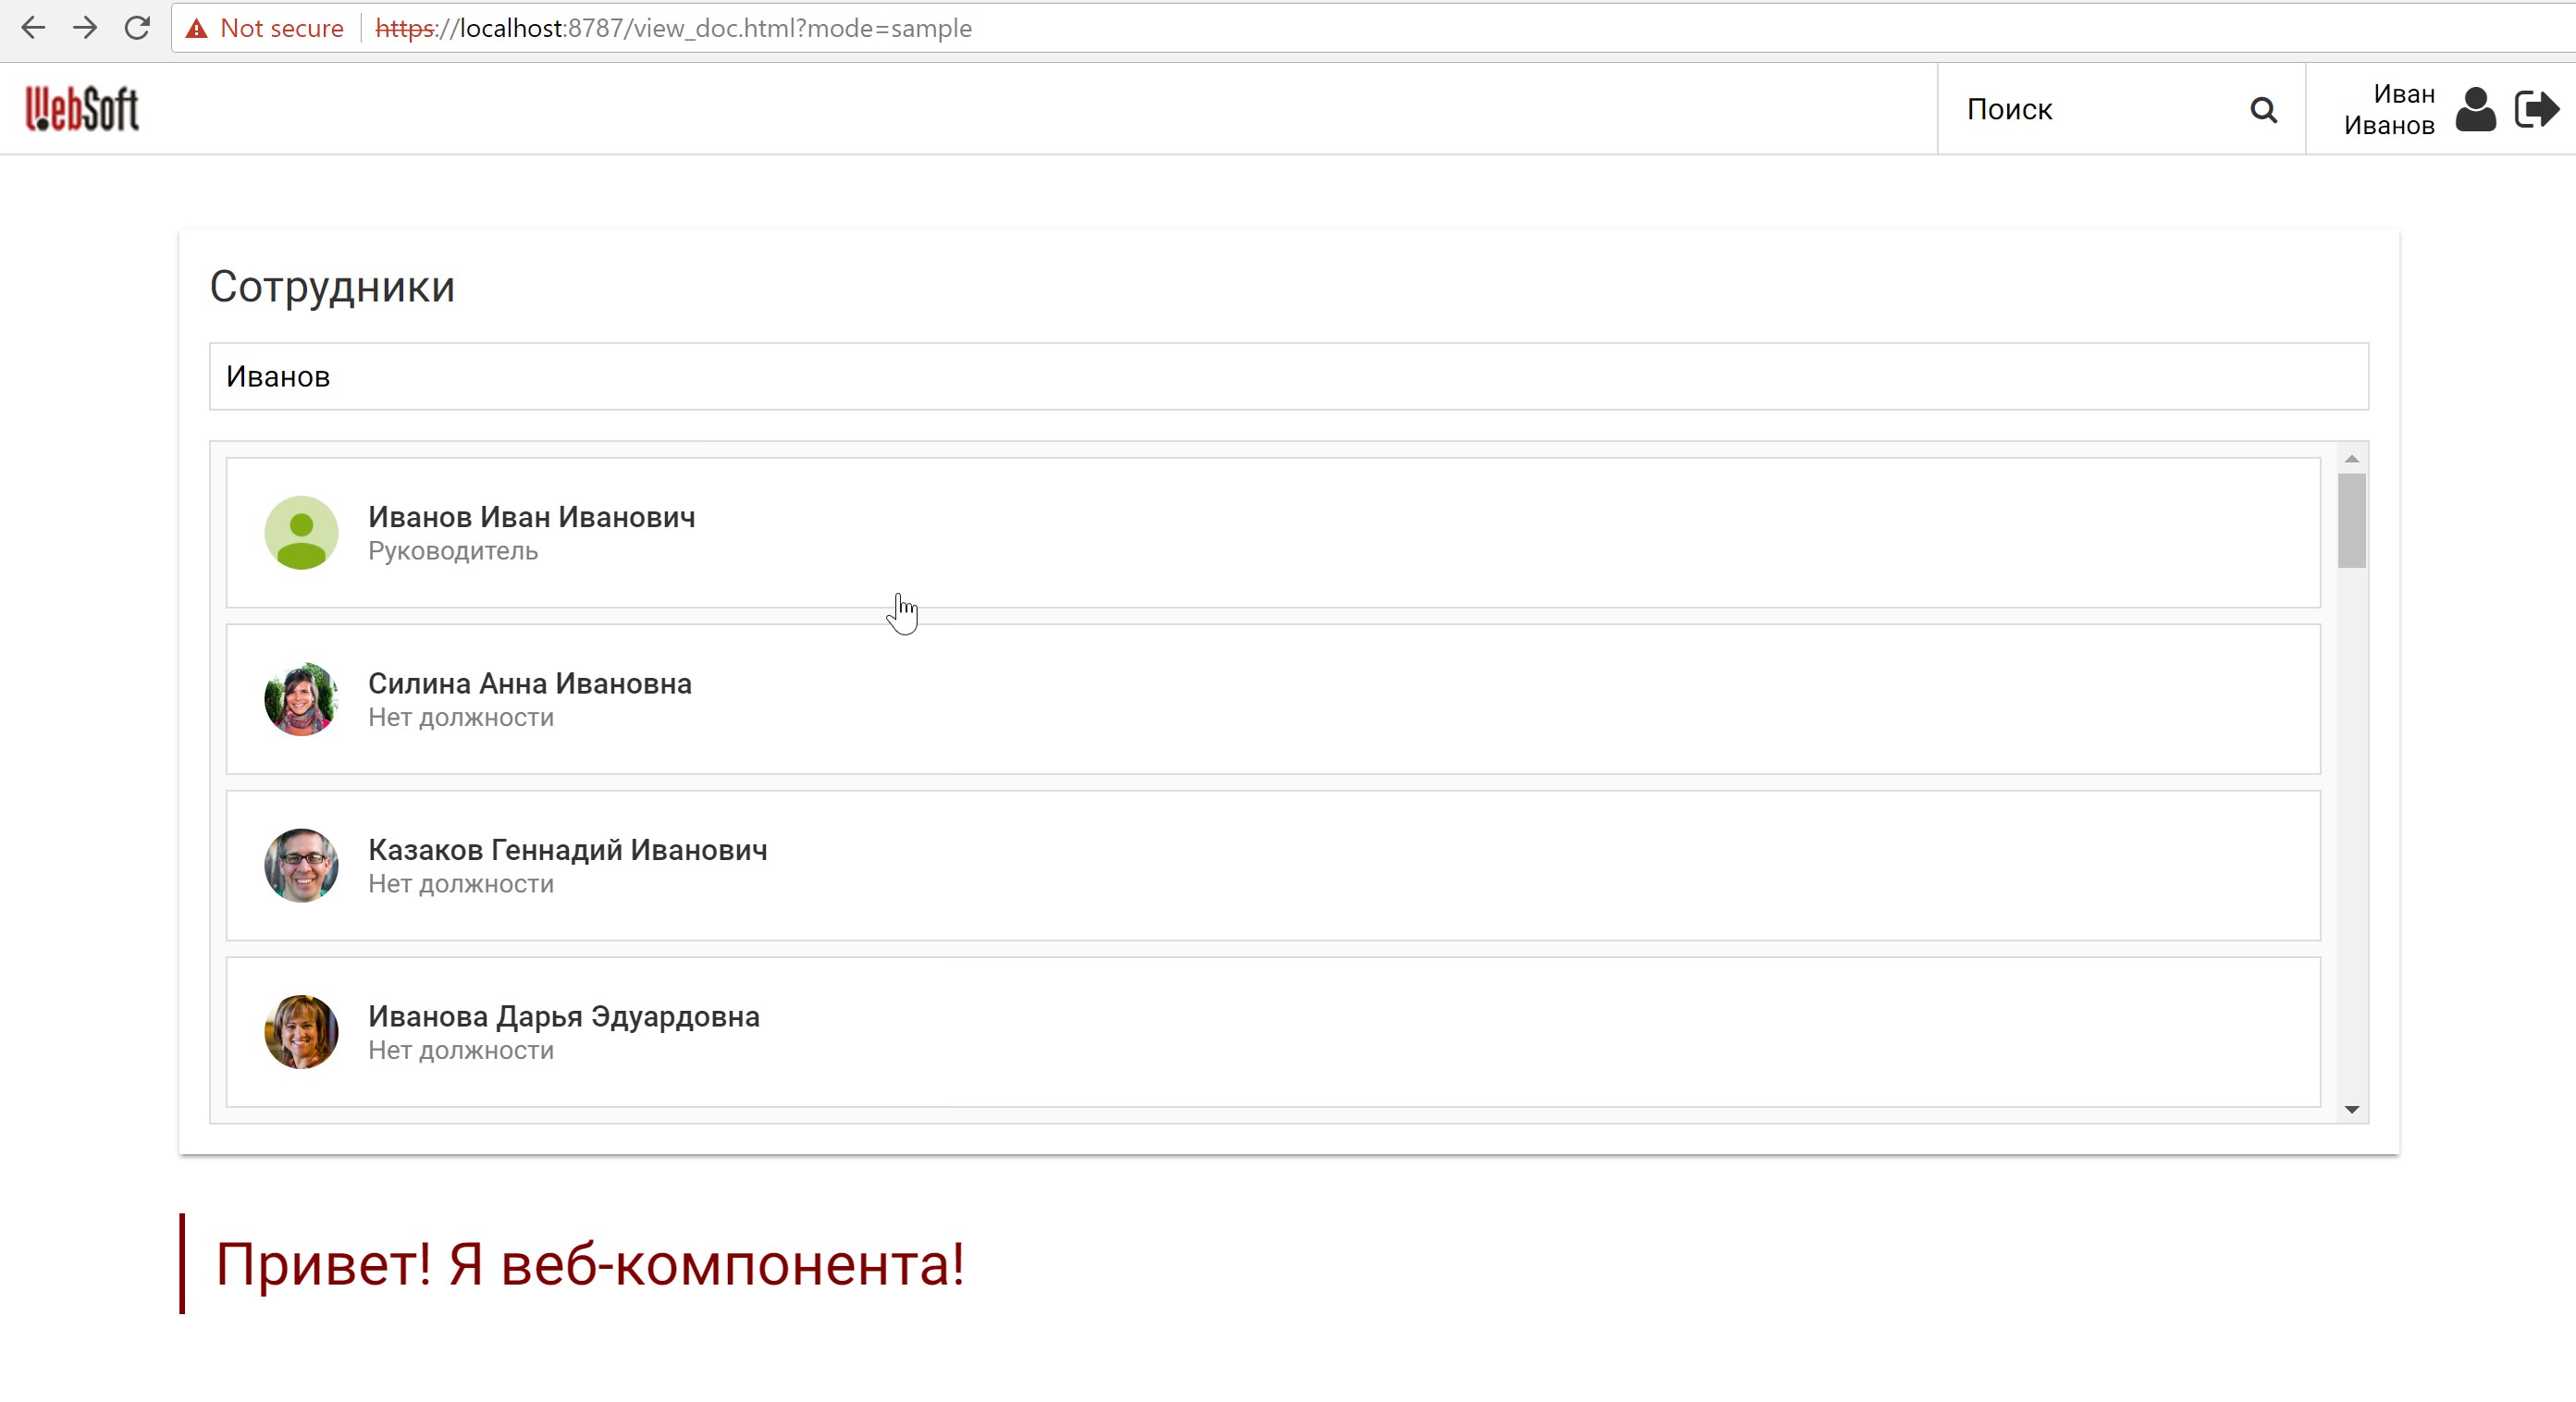 Not secure https://localhost:8787/view_doc.html?mode=sample
WebSoft
Поиск
Иван
Иванов
Сотрудники
Иванов
Иванов Иван Иванович
Руководитель
Силина Анна Ивановна
Нет должности
Казаков Геннадий Иванович
Нет должности
Иванова Дарья Эдуардовна
Нет должности
Привет! Я веб-компонента!